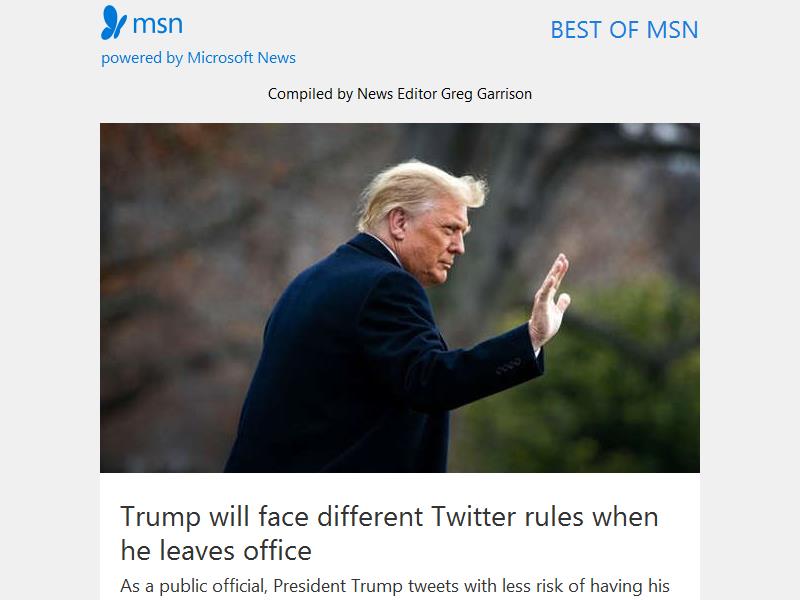 msn
BEST OF MSN
powered by Microsoft News
Compiled by News Editor Greg Garrison
Trump will face different Twitter rules when
he leaves office
As a public official, President Trump tweets with less risk of having his